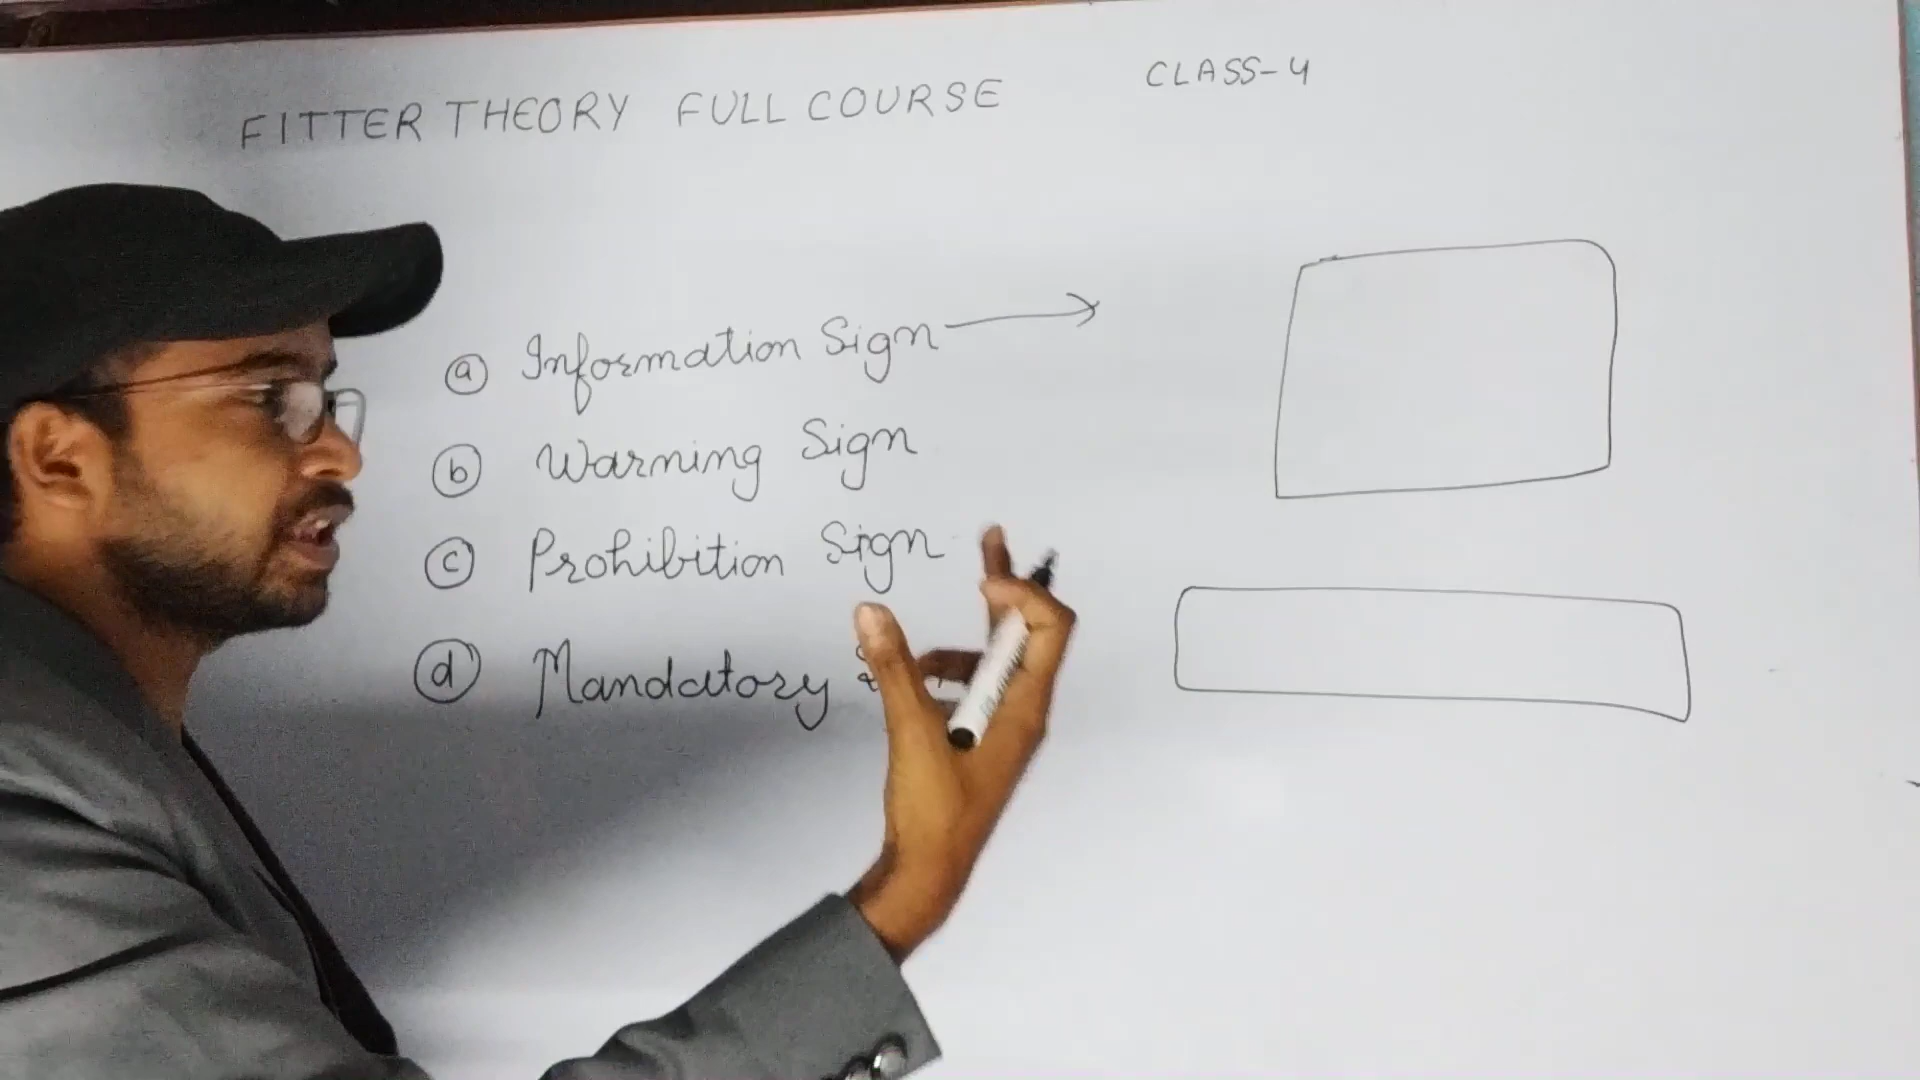 FITTER THEORY FULL COURSE CLASS-4
a Information Sign
b Warning Sign
c Prohibition Sign
d Mandatory